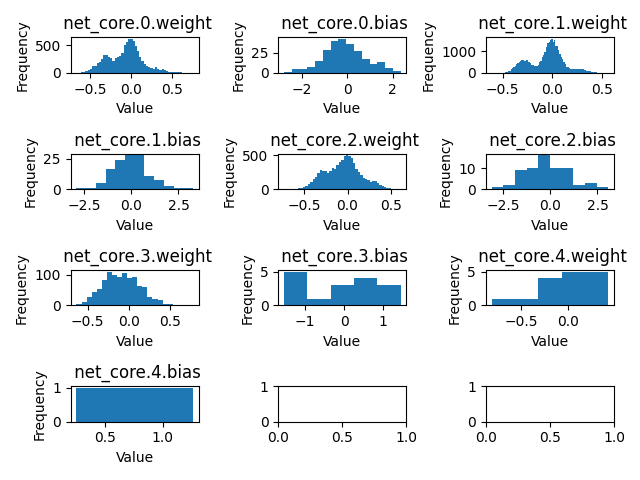 net_core.0.weight
Frequency
500
0
−0.5 0.0 0.5
Value
net_core.0.bias
Frequency
25
0
−2 0 2
Value
net_core.1.weight
Frequency
1000
0
−0.5 0.0 0.5
Value
net_core.1.bias
Frequency
25
0
−2.5 0.0 2.5
Value
net_core.2.weight
Frequency
500
0
−0.5 0.0 0.5
Value
net_core.2.bias
Frequency
10
0
−2.5 0.0 2.5
Value
net_core.3.weight
Frequency
100
0
−0.5 0.0 0.5
Value
net_core.3.bias
Frequency
5
0
−1 0 1
Value
net_core.4.weight
Frequency
5
0
−0.5 0.0
Value
net_core.4.bias
Frequency
1
0
0.5 1.0
Value
1
0
0.0 0.5 1.0
1
0
0.0 0.5 1.0